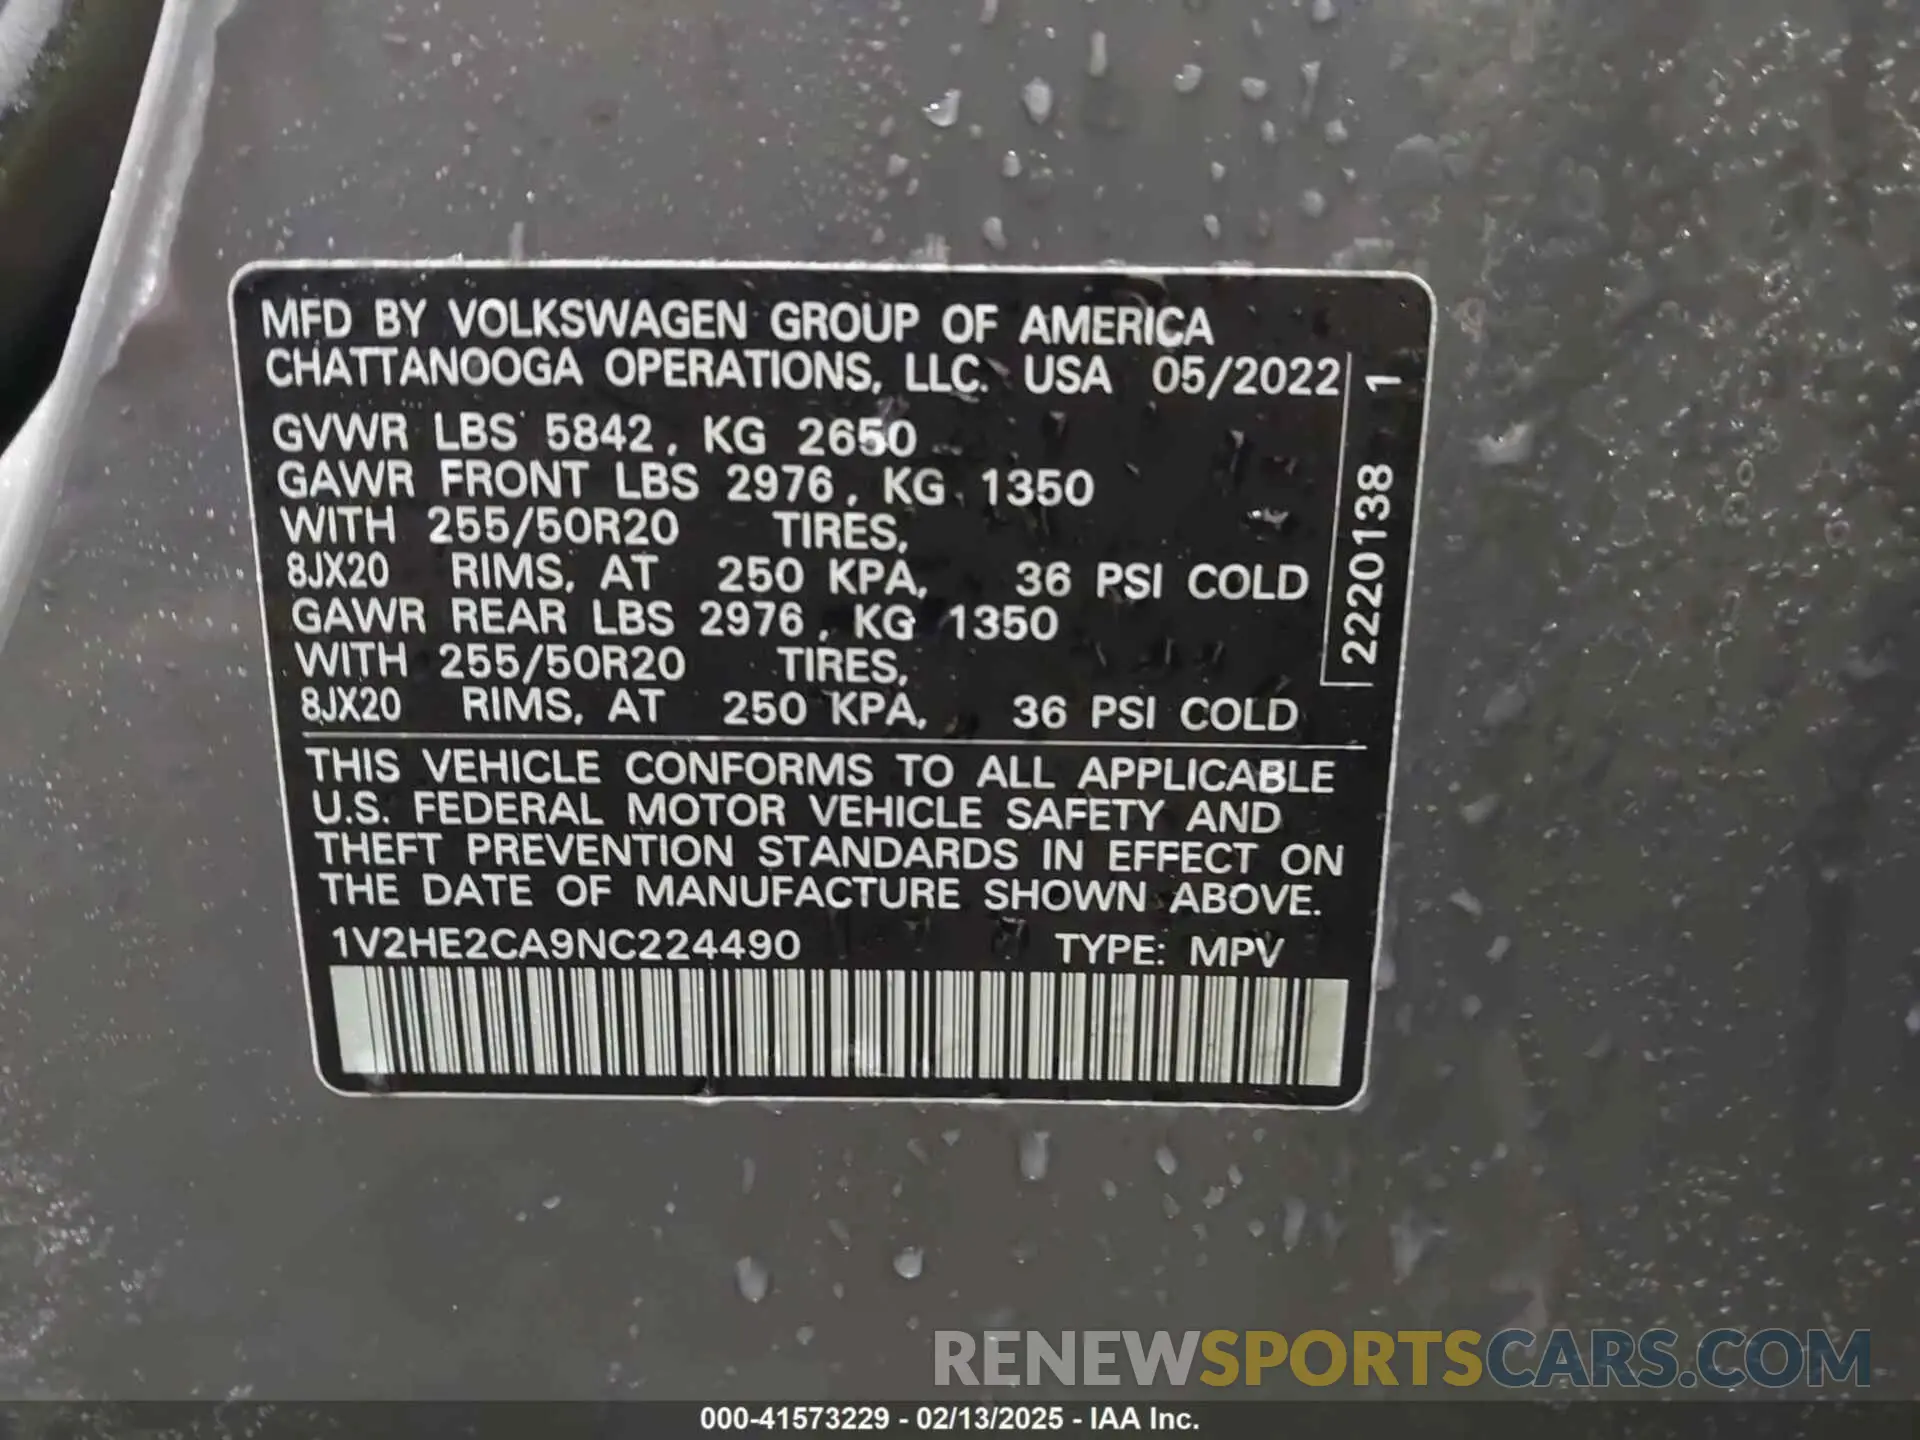 MFD BY VOLKSWAGEN GROUP OF AMERICA
CHATTANOOGA OPERATIONS, LLC. USA 05/2022
GVWR LBS 5842, KG 2650
GAWR FRONT LBS 2976, KG 1350
WITH 255/50R20 TIRES,
8JX20 RIMS, AT 250 KPA, 36 PSI COLD
GAWR REAR LBS 2976, KG 1350
WITH 255/50R20 TIRES,
8JX20 RIMS, AT 250 KPA, 36 PSI COLD
2220138 1
THIS VEHICLE CONFORMS TO ALL APPLICABLE
U.S. FEDERAL MOTOR VEHICLE SAFETY AND
THEFT PREVENTION STANDARDS IN EFFECT ON
THE DATE OF MANUFACTURE SHOWN ABOVE.
1V2HE2CA9NC224490 TYPE: MPV
RENEWSPORTSCARS.COM
000-41573229 - 02/13/2025 - IAA Inc.